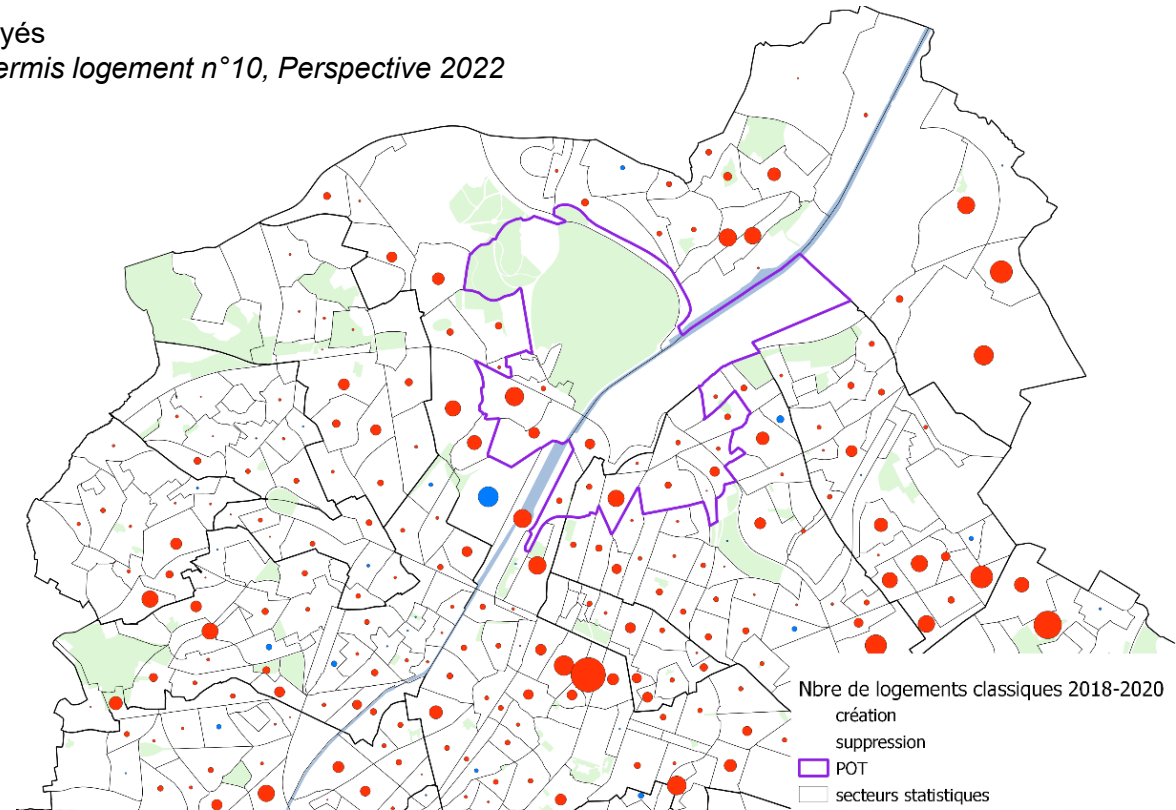 yés
ermis logement n°10, Perspective 2022
Nbre de logements classiques 2018-2020
création
suppression
POT
secteurs statistiques